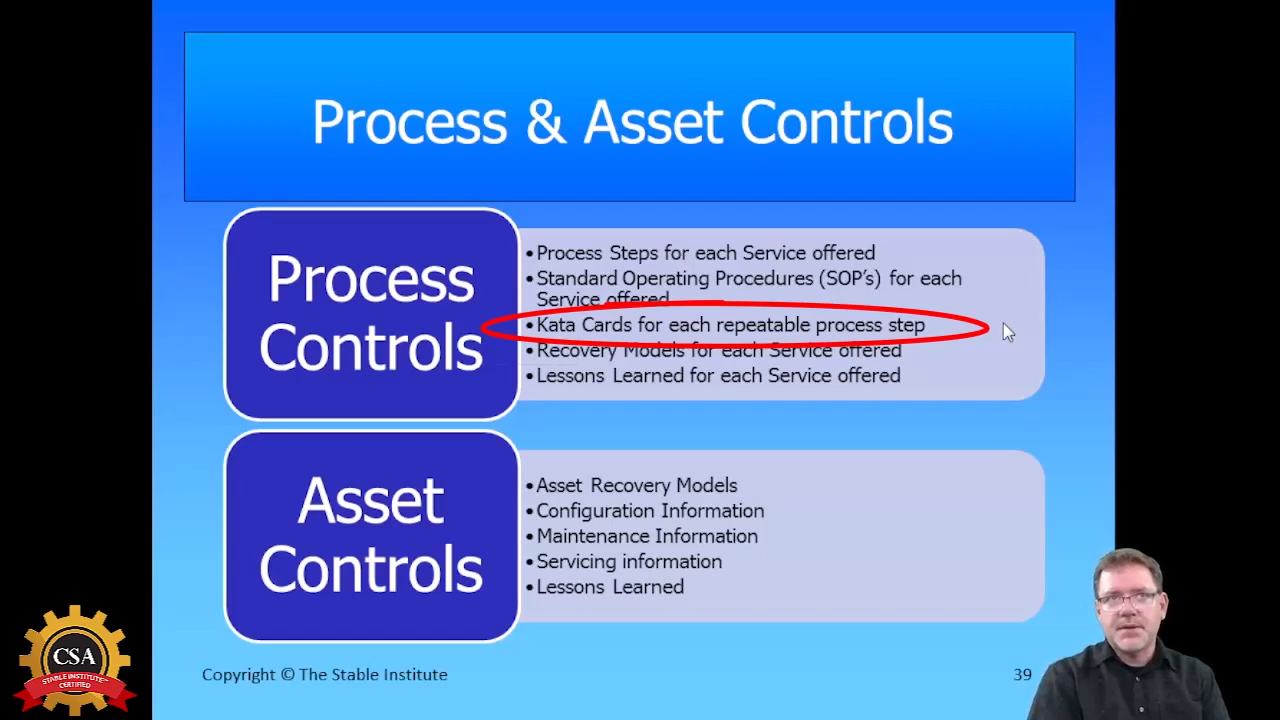 Process & Asset Controls
Process
Controls
•Process Steps for each Service offered
•Standard Operating Procedures (SOP's) for each
Service offered
•Kata Cards for each repeatable process step
•Recovery Models for each Service offered
•Lessons Learned for each Service offered
Asset
Controls
•Asset Recovery Models
•Configuration Information
•Maintenance Information
•Servicing information
•Lessons Learned
CSA
STABLE INSTITUTE™
CERTIFIED
Copyright © The Stable Institute
39